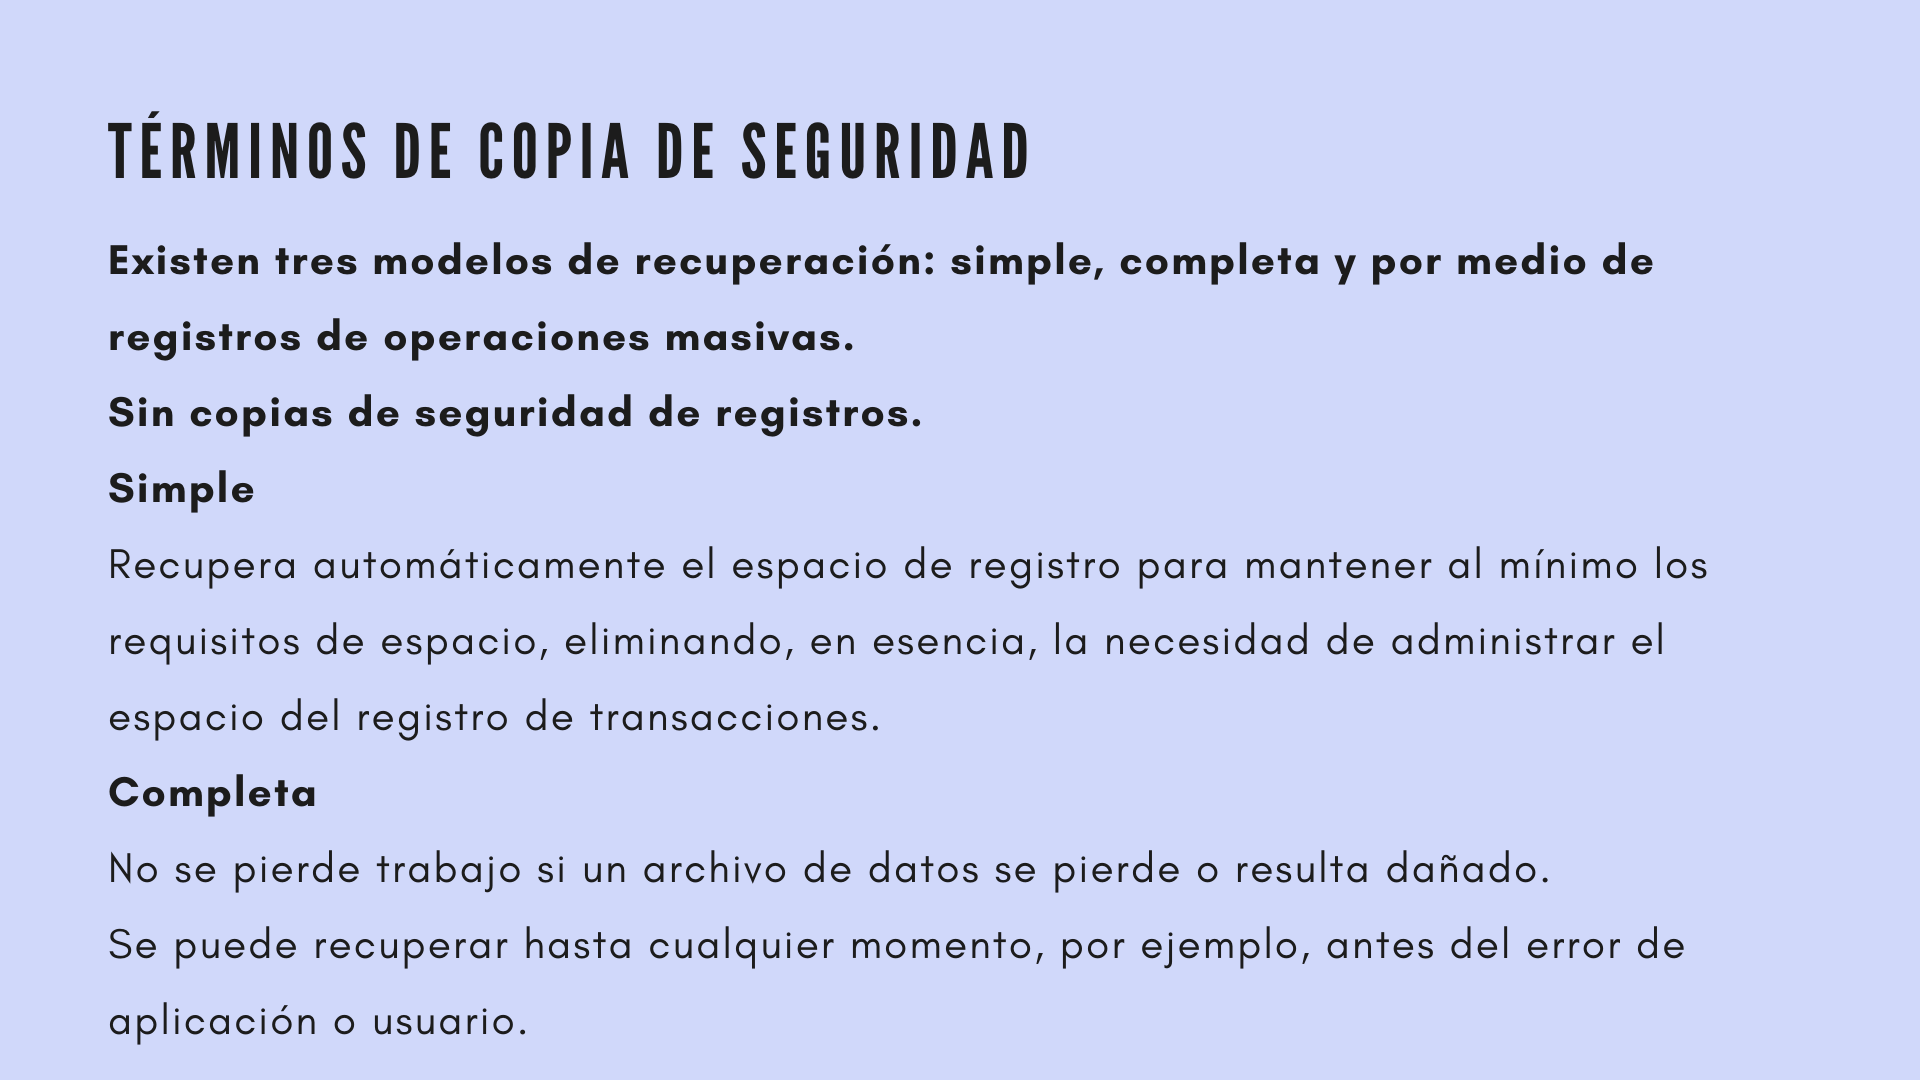 TÉRMINOS DE COPIA DE SEGURIDAD
Existen tres modelos de recuperación: simple, completa y por medio de
registros de operaciones masivas.
Sin copias de seguridad de registros.
Simple
Recupera automáticamente el espacio de registro para mantener al mínimo los
requisitos de espacio, eliminando, en esencia, la necesidad de administrar el
espacio del registro de transacciones.
Completa
No se pierde trabajo si un archivo de datos se pierde o resulta dañado.
Se puede recuperar hasta cualquier momento, por ejemplo, antes del error de
aplicación o usuario.